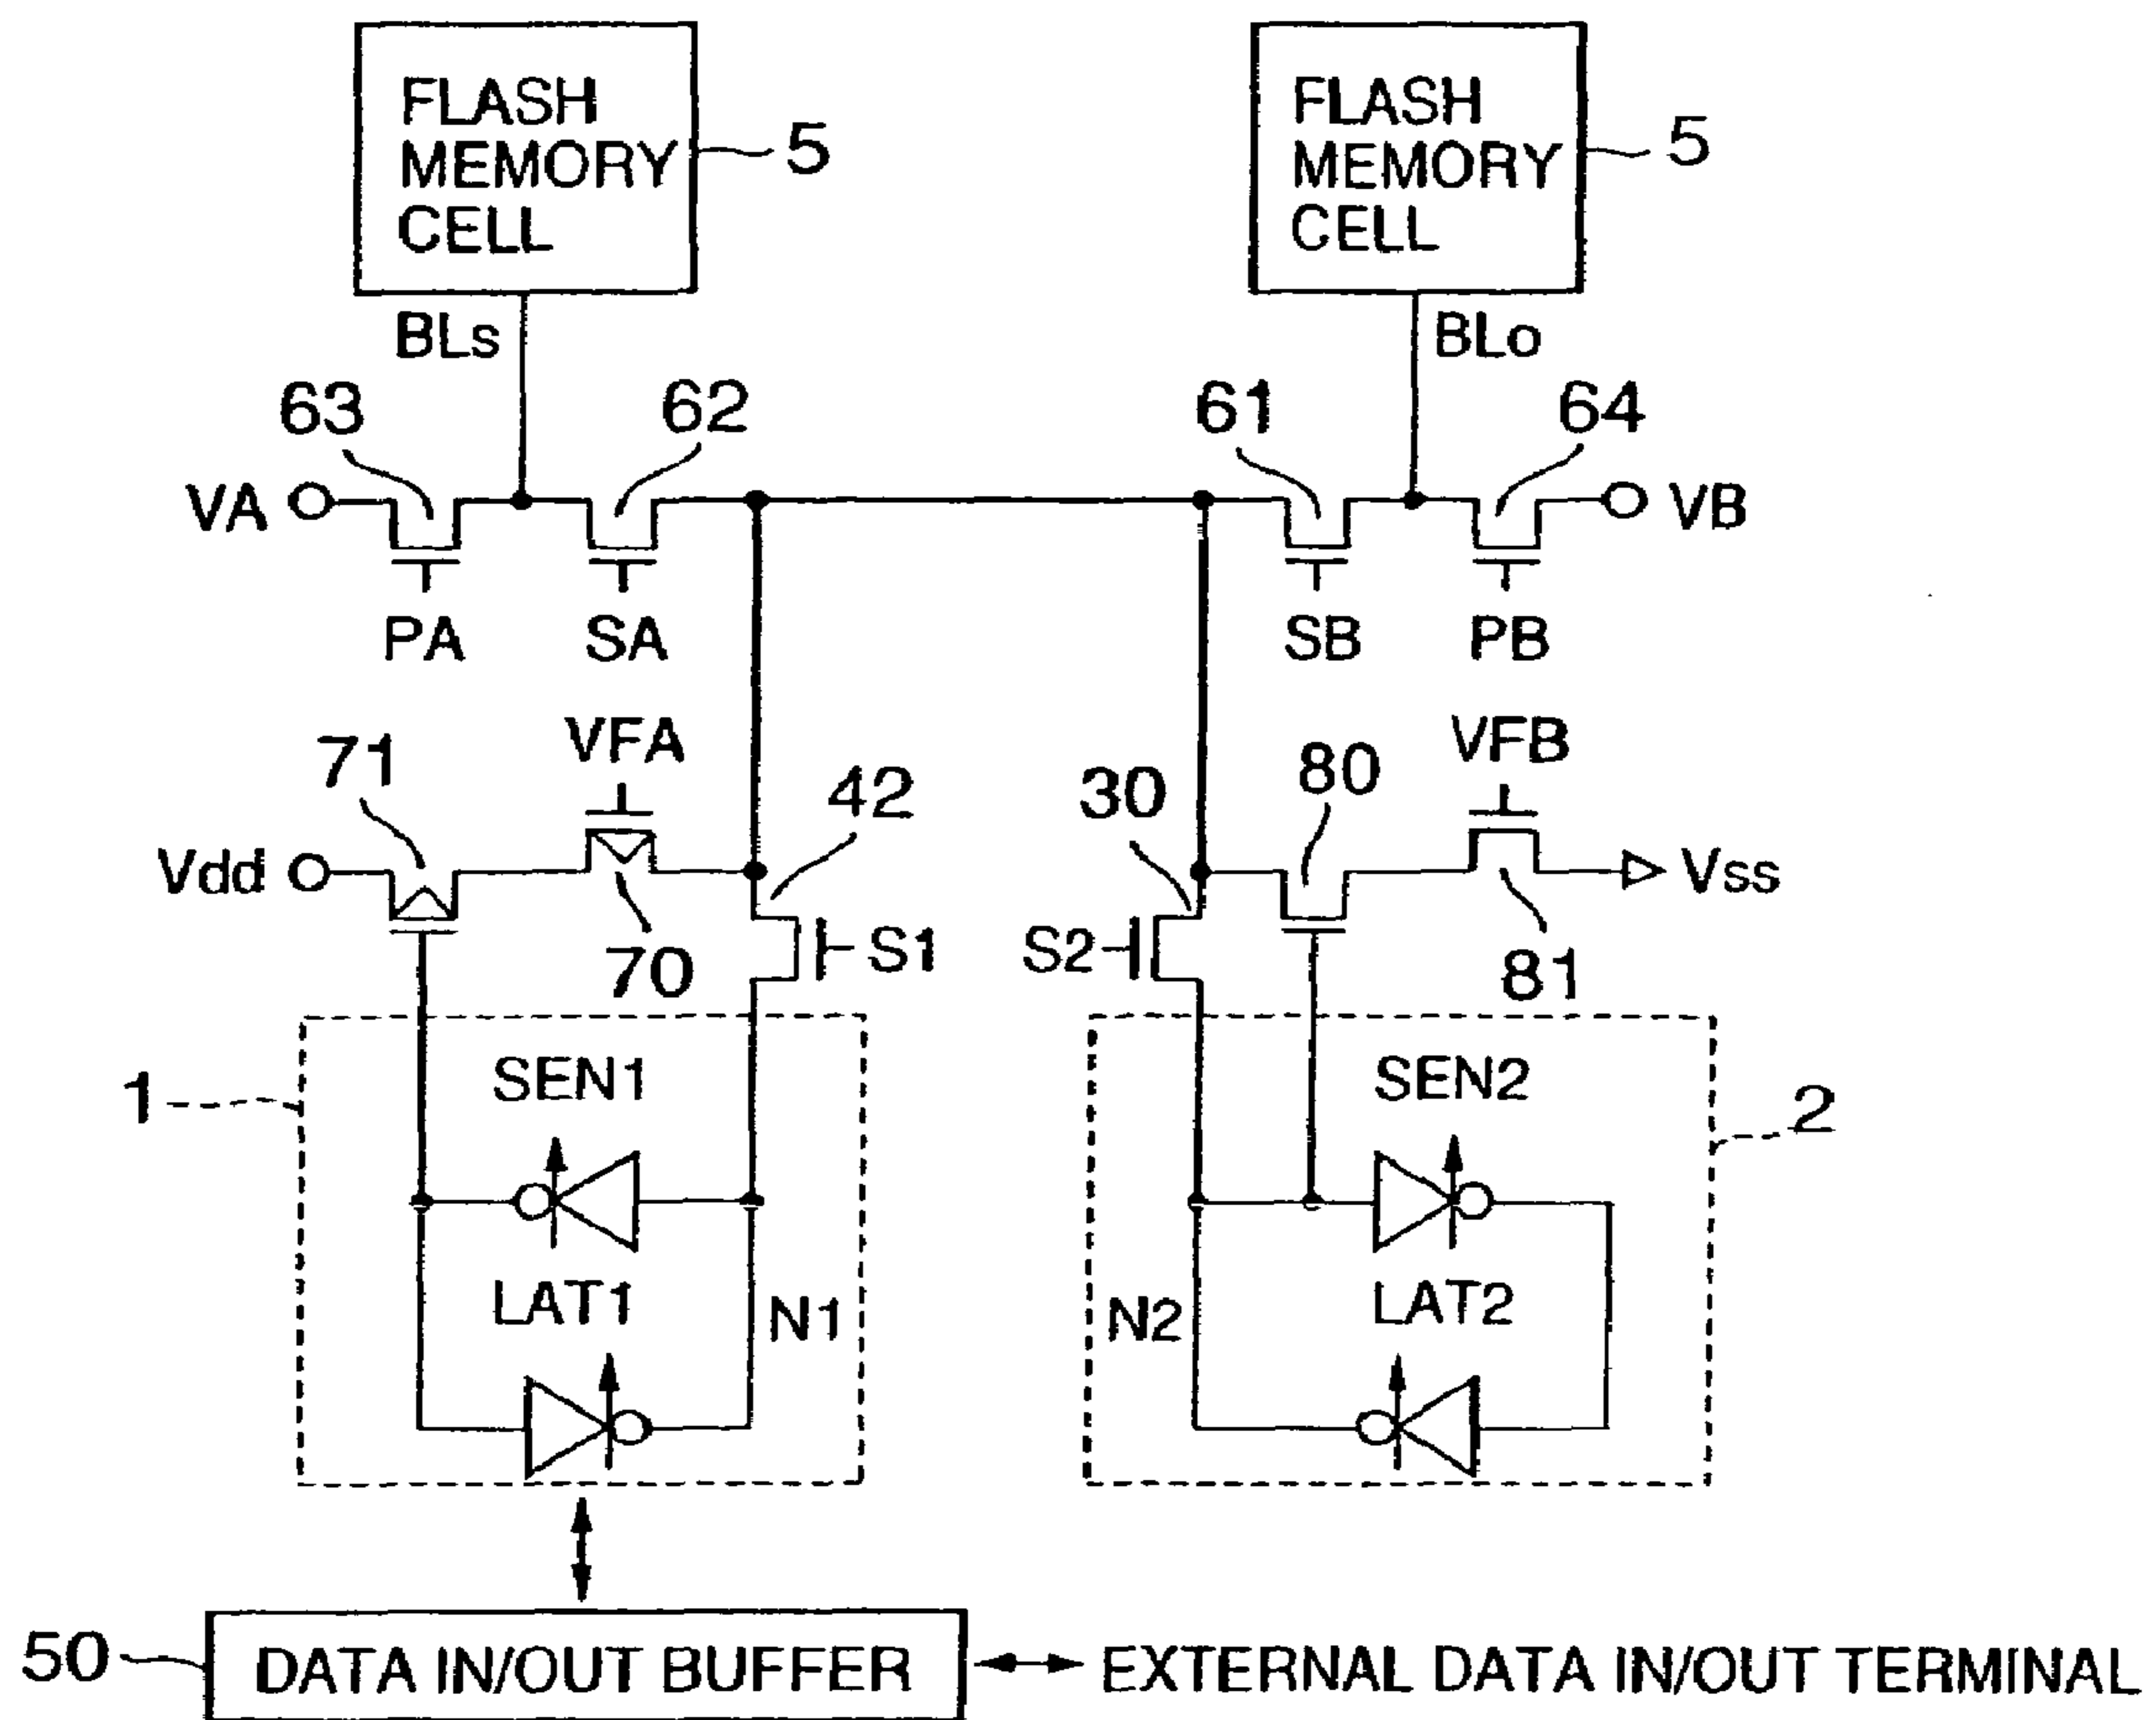 FLASH
MEMORY
CELL
5
FLASH
MEMORY
CELL
5
BLs
BLo
63
62
61
64
VA
VB
PA
SA
SB
PB
71
VFA
42
30
80
VFB
Vdd
Vss
70
S1
S2
81
1
SEN1
SEN2
2
LAT1
N1
N2
LAT2
50
DATA IN/OUT BUFFER
EXTERNAL DATA IN/OUT TERMINAL